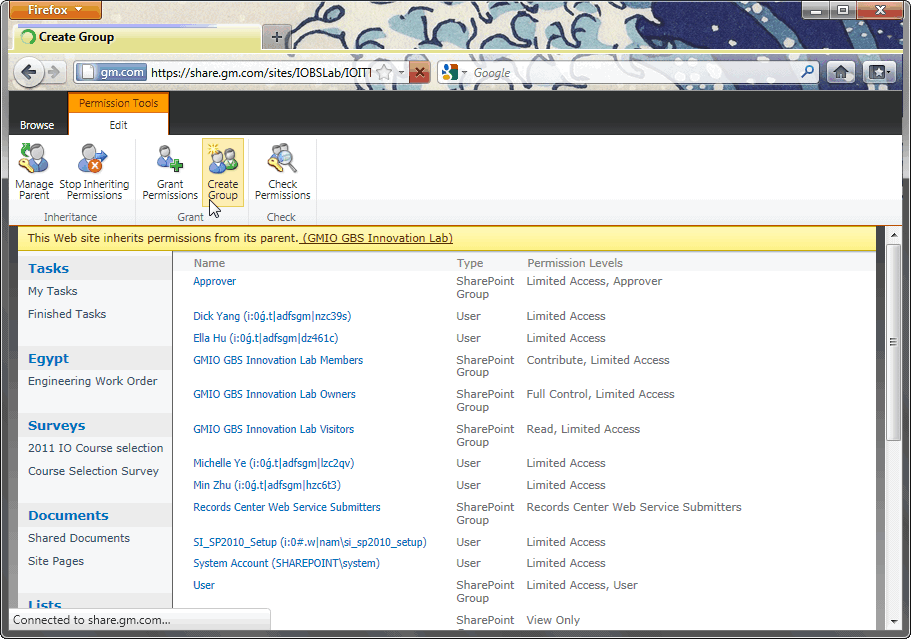 Firefox
Create Group
gm.com https://share.gm.com/sites/IOBSLab/IOIT
Google
Permission Tools
Browse Edit
Manage Parent
Stop Inheriting Permissions
Inheritance
Grant Permissions
Create Group
Grant
Check Permissions
Check
This Web site inherits permissions from its parent. (GMIO GBS Innovation Lab)
Tasks
My Tasks
Finished Tasks
Egypt
Engineering Work Order
Surveys
2011 IO Course selection
Course Selection Survey
Documents
Shared Documents
Site Pages
Lists
Name Type Permission Levels
Approver SharePoint Group Limited Access, Approver
Dick Yang (i:0ǵ.t|adfsgm|nzc39s) User Limited Access
Ella Hu (i:0ǵ.t|adfsgm|dz461c) User Limited Access
GMIO GBS Innovation Lab Members SharePoint Group Contribute, Limited Access
GMIO GBS Innovation Lab Owners SharePoint Group Full Control, Limited Access
GMIO GBS Innovation Lab Visitors SharePoint Group Read, Limited Access
Michelle Ye (i:0ǵ.t|adfsgm|lzc2qv) User Limited Access
Min Zhu (i:0ǵ.t|adfsgm|hzc6t3) User Limited Access
Records Center Web Service Submitters SharePoint Group Records Center Web Service Submitters
SI_SP2010_Setup (i:0#.w|nam\si_sp2010_setup) User Limited Access
System Account (SHAREPOINT\system) User Limited Access
User SharePoint Group Limited Access, User
SharePoint View Only
Connected to share.gm.com...